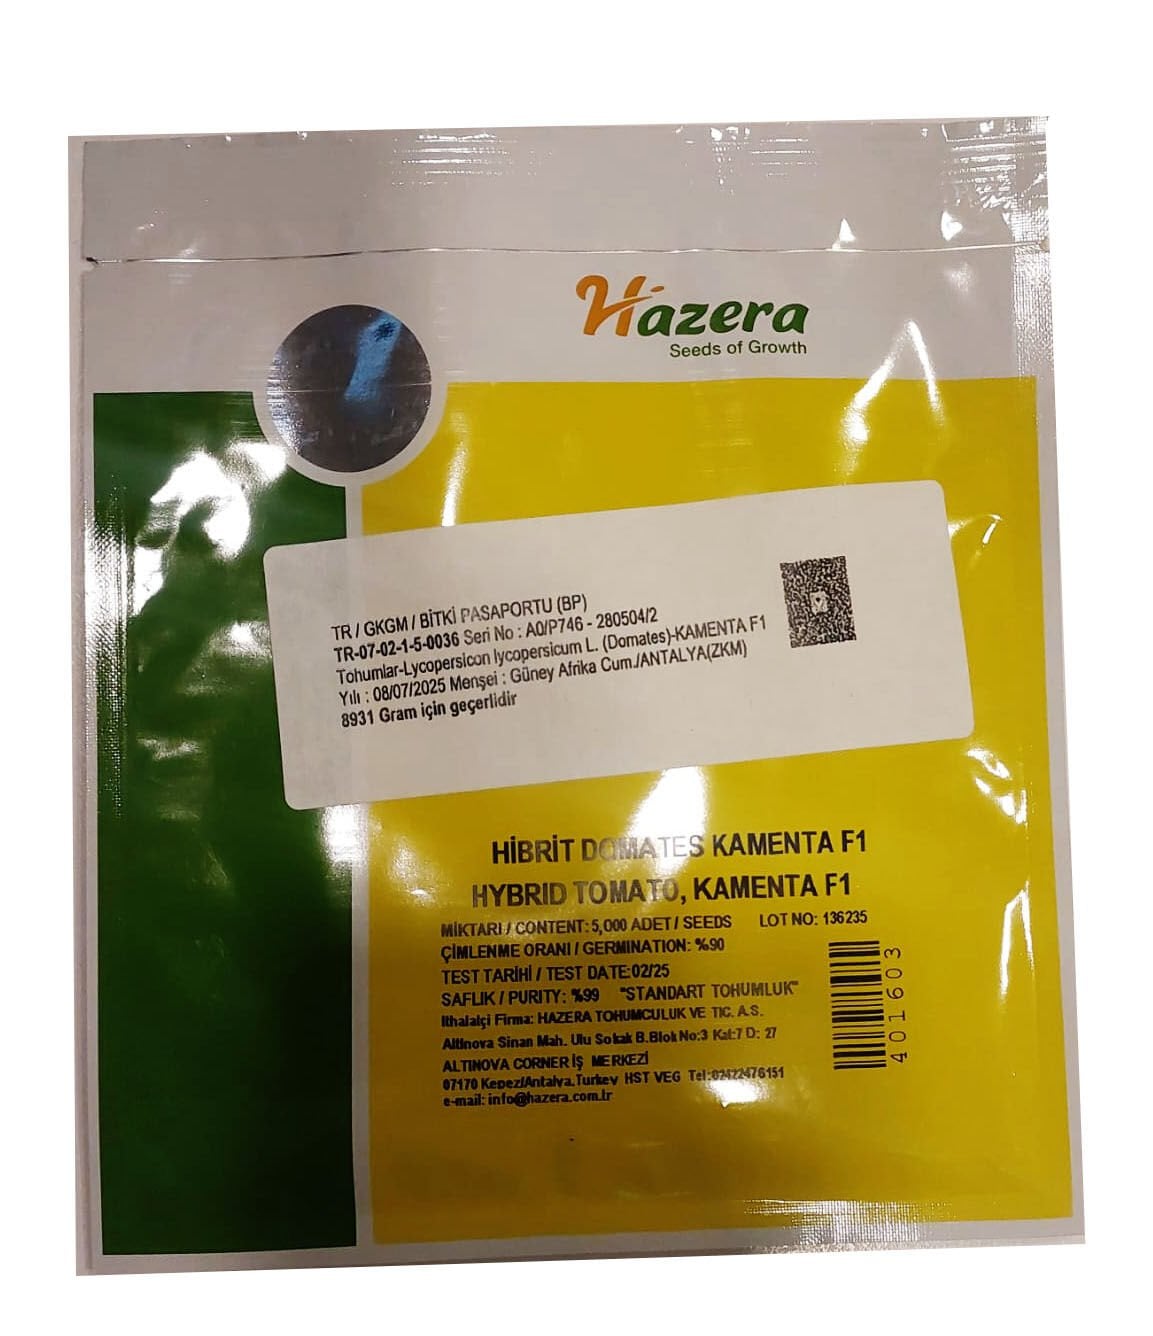 Hazera
Seeds of Growth
TR / GKGM / BİTKİ PASAPORTU (BP)
TR-07-02-1-5-0036 Seri No : A0/P746 - 280504/2
Tohumlar-Lycopersicon lycopersicum L. (Domates)-KAMENTA F1
Yılı : 08/07/2025 Menşei : Güney Afrika Cum./ANTALYA(ZKM)
8931 Gram için geçerlidir
HİBRİT DOMATES KAMENTA F1
HYBRID TOMATO, KAMENTA F1
MİKTARI / CONTENT: 5,000 ADET / SEEDS LOT NO: 136235
ÇİMLENME ORANI / GERMINATION: %90
TEST TARİHİ / TEST DATE:02/25
SAFLIK / PURITY: %99 "STANDART TOHUMLUK"
Ithalalçi Firma: HAZERA TOHUMCULUK VE TIC. A.S.
Altinova Sinan Mah. Ulu Sokak B.Blok No:3 Kat:7 D: 27
ALTINOVA CORNER İŞ MERKEZİ
07170 Kepez/Antalya.Turkey HST VEG Tel:02422476151
e-mail: info@hazera.com.tr
401603